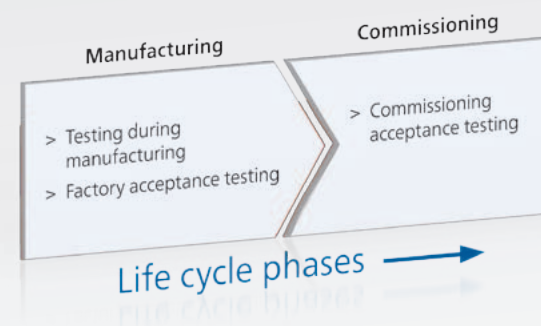 Manufacturing
> Testing during
manufacturing
> Factory acceptance testing
Commissioning
> Commissioning
acceptance testing
Life cycle phases